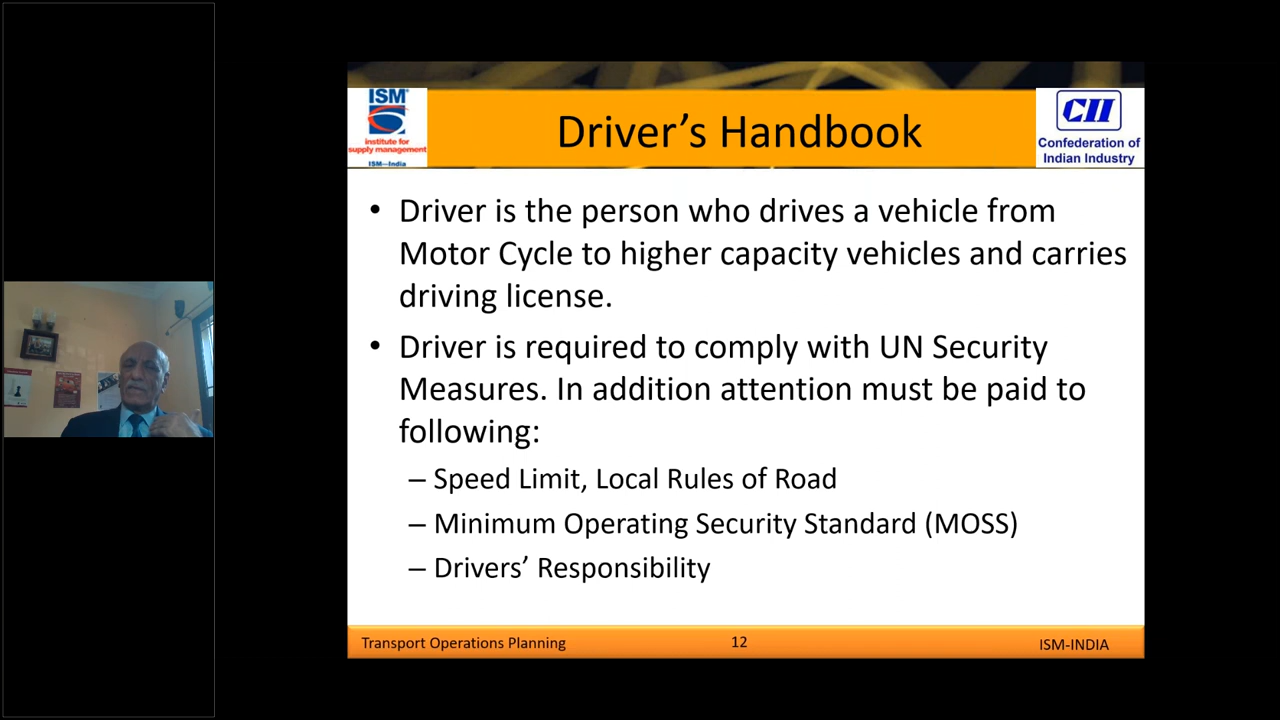 ISM®
institute for
supply management
ISM—India
Driver’s Handbook
CII
Confederation of
Indian Industry
• Driver is the person who drives a vehicle from
Motor Cycle to higher capacity vehicles and carries
driving license.
• Driver is required to comply with UN Security
Measures. In addition attention must be paid to
following:
– Speed Limit, Local Rules of Road
– Minimum Operating Security Standard (MOSS)
– Drivers’ Responsibility
Transport Operations Planning
12
ISM-INDIA